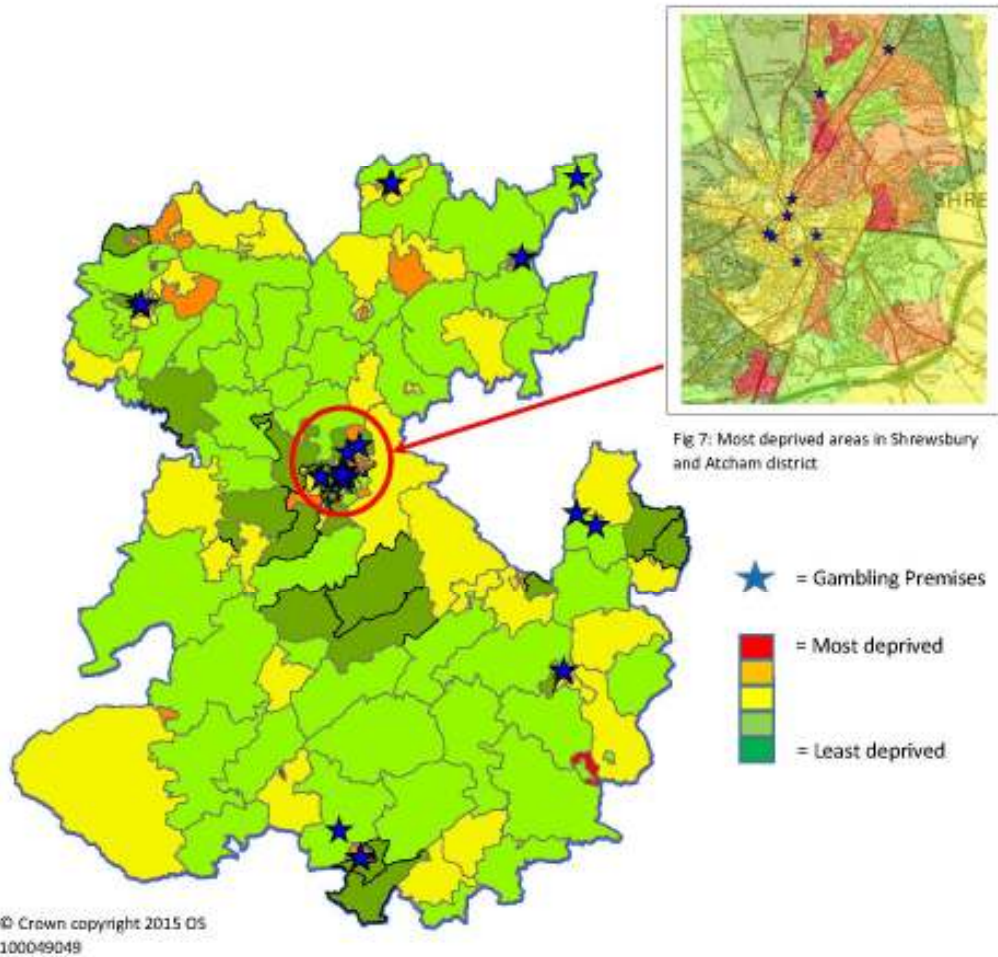 SHRE
Fig 7: Most deprived areas in Shrewsbury
and Atcham district
= Gambling Premises
= Most deprived
= Least deprived
© Crown copyright 2015 OS
100049049